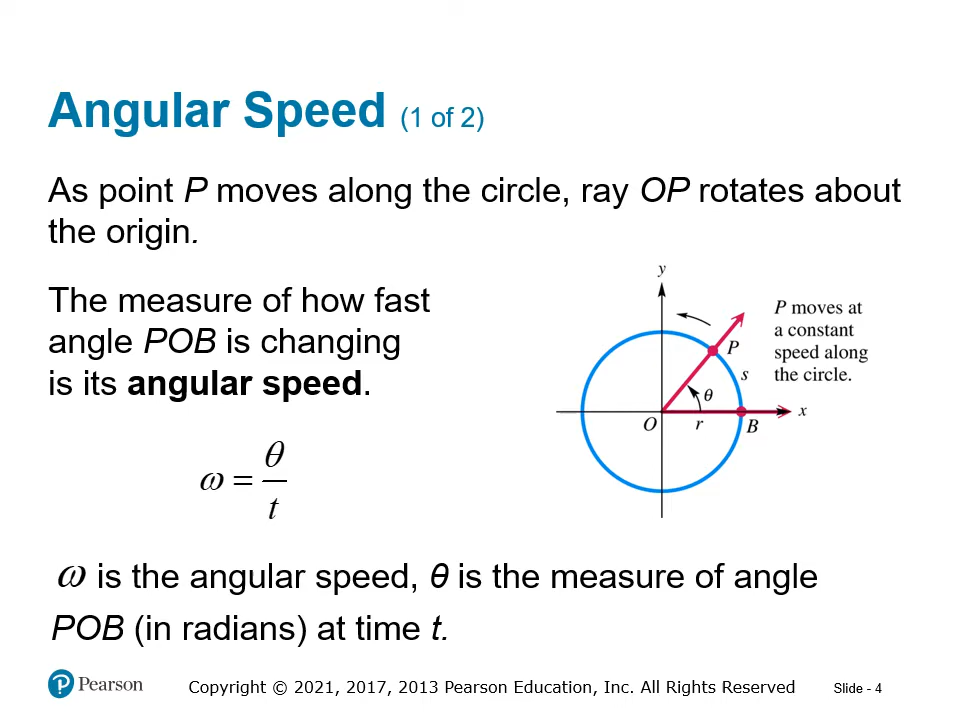 Angular Speed (1 of 2)
As point P moves along the circle, ray OP rotates about
the origin.
The measure of how fast
angle POB is changing
is its angular speed.
ω = θ/t
y
P moves at
a constant
speed along
the circle.
P
s
θ
O
r
B
x
ω is the angular speed, θ is the measure of angle
POB (in radians) at time t.
P Pearson
Copyright © 2021, 2017, 2013 Pearson Education, Inc. All Rights Reserved
Slide - 4